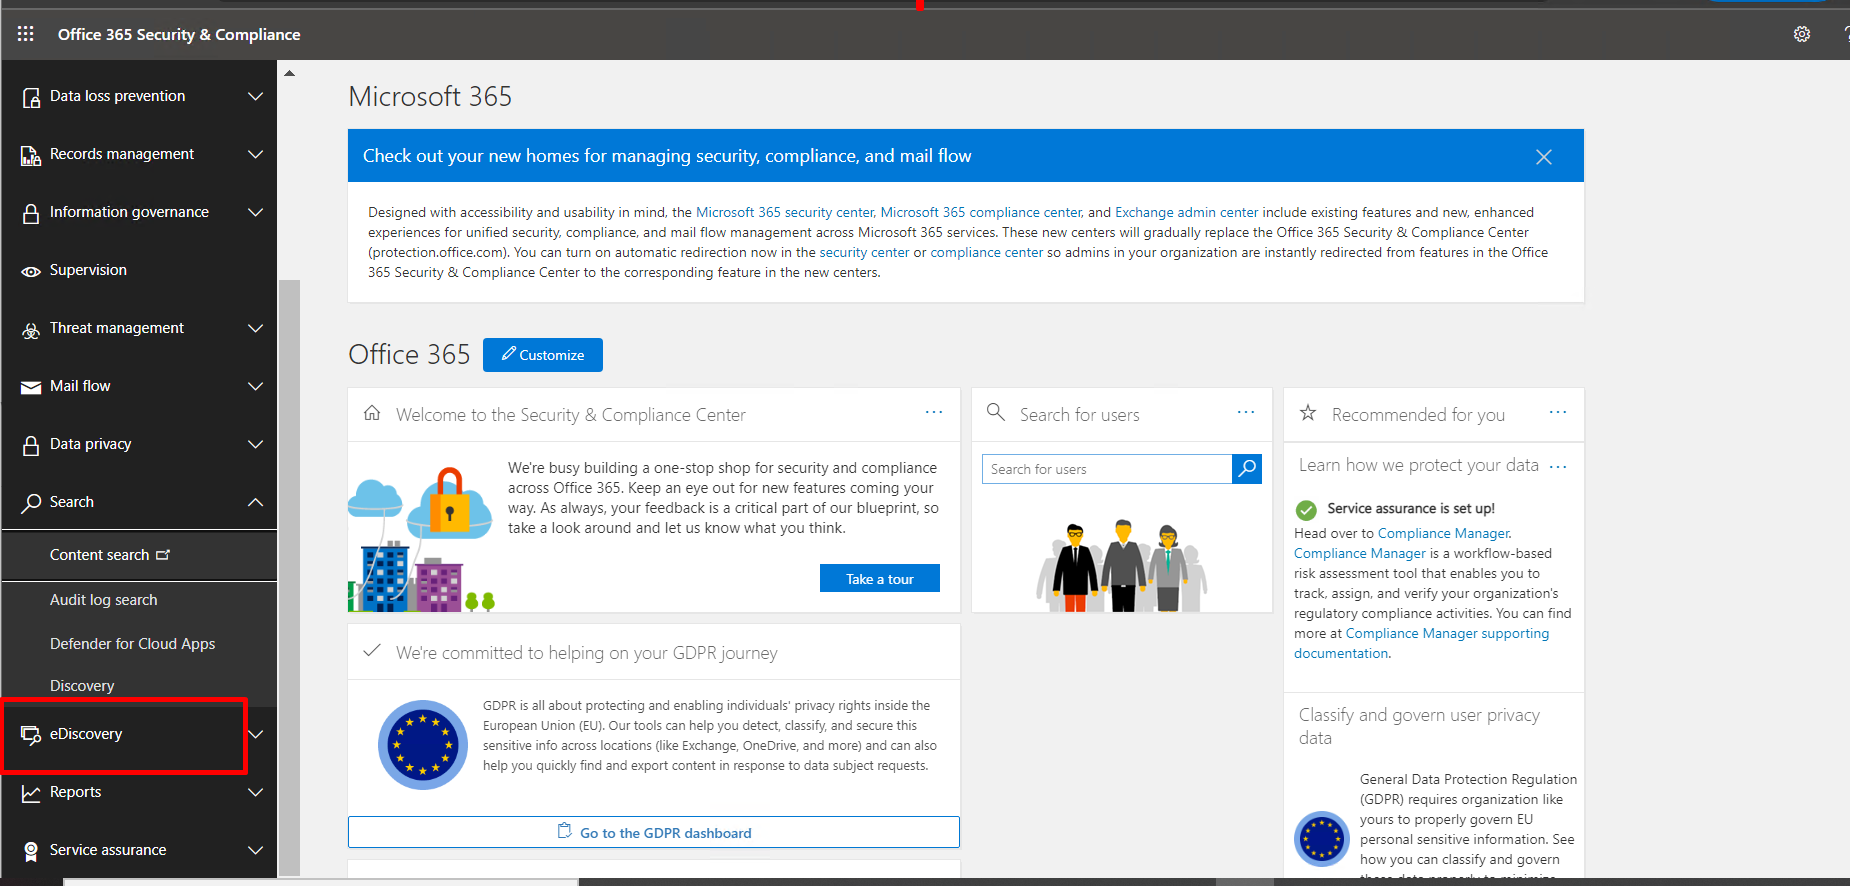 Office 365 Security & Compliance
Data loss prevention
Records management
Information governance
Supervision
Threat management
Mail flow
Data privacy
Search
Content search
Audit log search
Defender for Cloud Apps
Discovery
eDiscovery
Reports
Service assurance
Microsoft 365
Check out your new homes for managing security, compliance, and mail flow
Designed with accessibility and usability in mind, the Microsoft 365 security center, Microsoft 365 compliance center, and Exchange admin center include existing features and new, enhanced
experiences for unified security, compliance, and mail flow management across Microsoft 365 services. These new centers will gradually replace the Office 365 Security & Compliance Center
(protection.office.com). You can turn on automatic redirection now in the security center or compliance center so admins in your organization are instantly redirected from features in the Office
365 Security & Compliance Center to the corresponding feature in the new centers.
Office 365
Customize
Welcome to the Security & Compliance Center
We're busy building a one-stop shop for security and compliance
across Office 365. Keep an eye out for new features coming your
way. As always, your feedback is a critical part of our blueprint, so
take a look around and let us know what you think.
Take a tour
We're committed to helping on your GDPR journey
GDPR is all about protecting and enabling individuals' privacy rights inside the
European Union (EU). Our tools can help you detect, classify, and secure this
sensitive info across locations (like Exchange, OneDrive, and more) and can also
help you quickly find and export content in response to data subject requests.
Go to the GDPR dashboard
Search for users
Search for users
Recommended for you
Learn how we protect your data
Service assurance is set up!
Head over to Compliance Manager.
Compliance Manager is a workflow-based
risk assessment tool that enables you to
track, assign, and verify your organization's
regulatory compliance activities. You can find
more at Compliance Manager supporting
documentation.
Classify and govern user privacy
data
General Data Protection Regulation
(GDPR) requires organization like
yours to properly govern EU
personal sensitive information. See
how you can classify and govern
these data properly to minimize